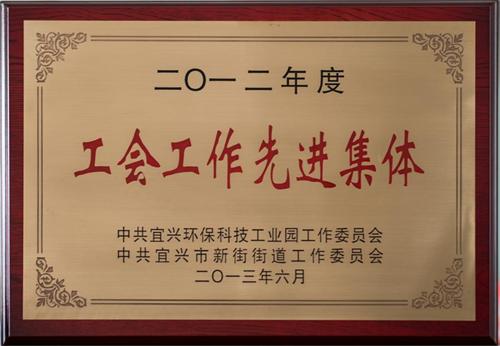 二〇一二年度
工会工作先进集体
中共宜兴环保科技工业园工作委员会
中共宜兴市新街街道工作委员会
二〇一三年六月